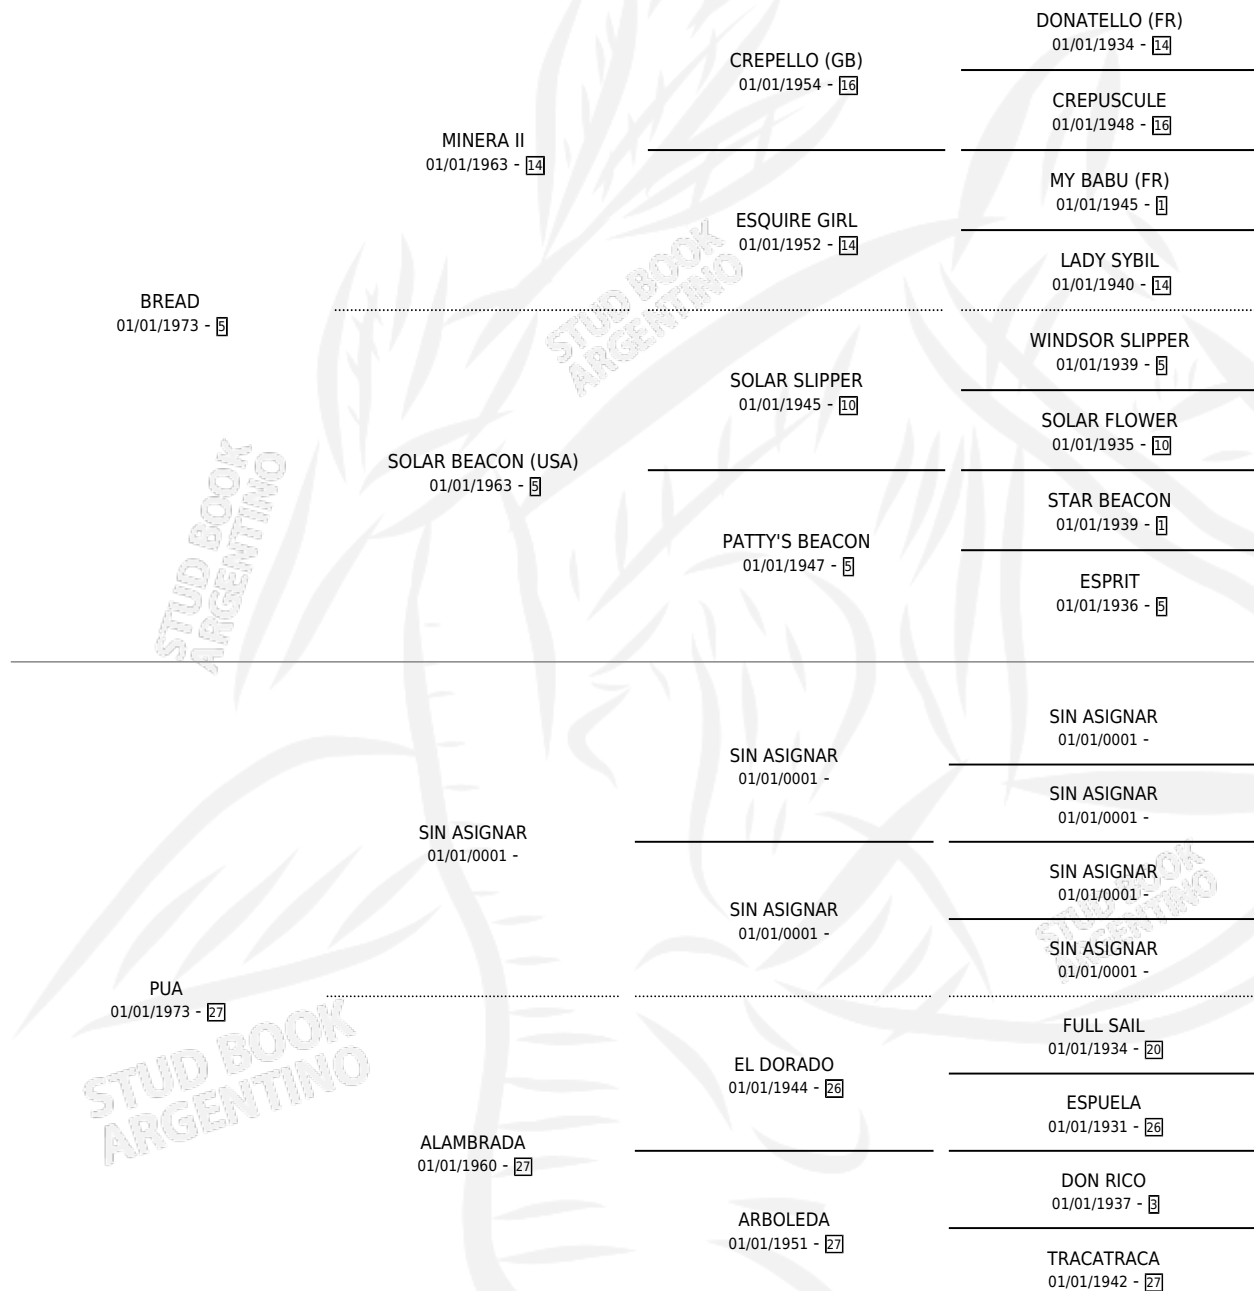 DONATELLO (FR)
01/01/1934 - 14
CREPELLO (GB)
01/01/1954 - 16
CREPUSCULE
01/01/1948 - 16
MINERA II
01/01/1963 - 14
MY BABU (FR)
01/01/1945 - 1
ESQUIRE GIRL
01/01/1952 - 14
LADY SYBIL
01/01/1940 - 14
BREAD
01/01/1973 - 5
WINDSOR SLIPPER
01/01/1939 - 5
SOLAR SLIPPER
01/01/1945 - 10
SOLAR FLOWER
01/01/1935 - 10
SOLAR BEACON (USA)
01/01/1963 - 5
STAR BEACON
01/01/1939 - 1
PATTY'S BEACON
01/01/1947 - 5
ESPRIT
01/01/1936 - 5
SIN ASIGNAR
01/01/0001 -
SIN ASIGNAR
01/01/0001 -
SIN ASIGNAR
01/01/0001 -
SIN ASIGNAR
01/01/0001 -
SIN ASIGNAR
01/01/0001 -
SIN ASIGNAR
01/01/0001 -
SIN ASIGNAR
01/01/0001 -
PUA
01/01/1973 - 27
FULL SAIL
01/01/1934 - 20
EL DORADO
01/01/1944 - 26
ESPUELA
01/01/1931 - 26
ALAMBRADA
01/01/1960 - 27
DON RICO
01/01/1937 - 3
ARBOLEDA
01/01/1951 - 27
TRACATRACA
01/01/1942 - 27
STUD BOOK
ARGENTINO
STUD BOOK
ARGENTINO
STUD BOOK
ARGENTINO
STUD BOOK
ARGENTINO